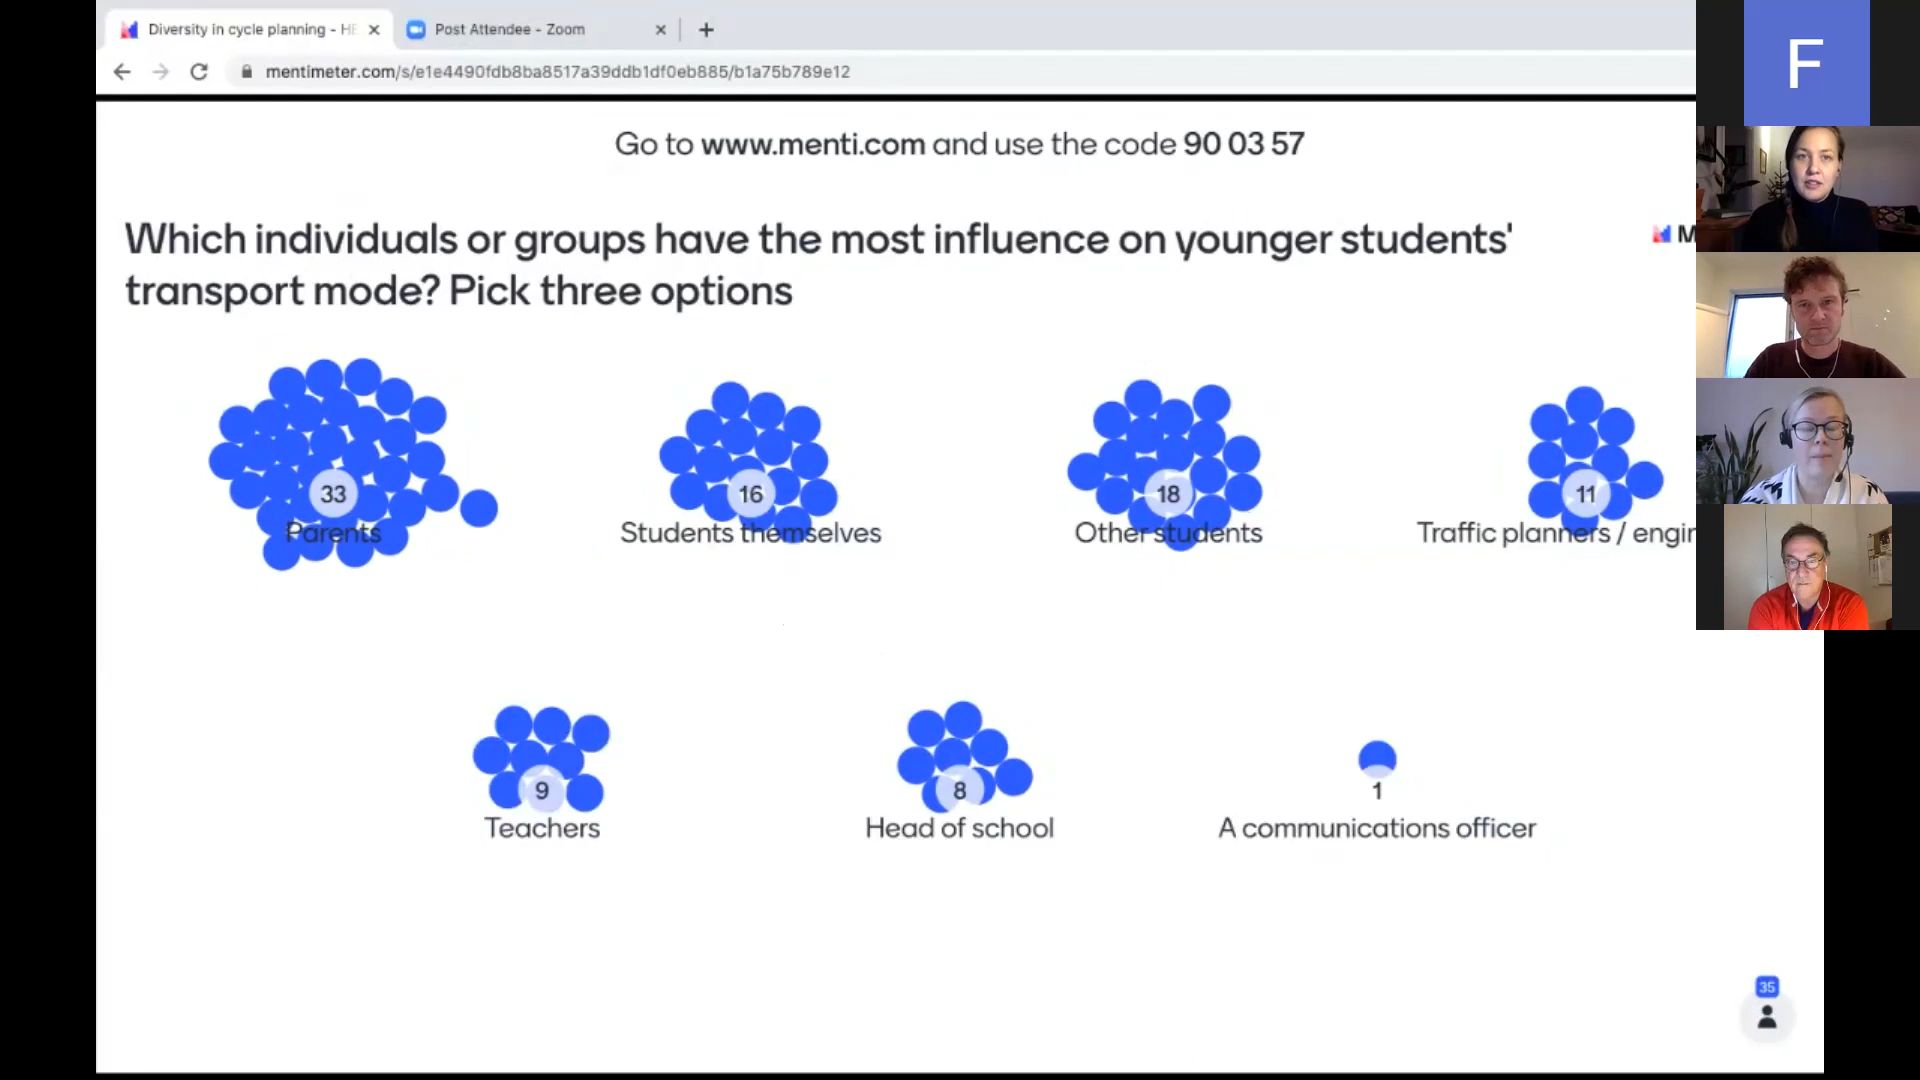 Diversity in cycle planning - HE
Post Attendee - Zoom
mentimeter.com/s/e1e4490fdb8ba8517a39ddb1df0eb885/b1a75b789e12
F
Go to www.menti.com and use the code 90 03 57
Which individuals or groups have the most influence on younger students'
transport mode? Pick three options
M
33
16
18
11
Parents
Students themselves
Other students
Traffic planners / engin
9
8
1
Teachers
Head of school
A communications officer
35